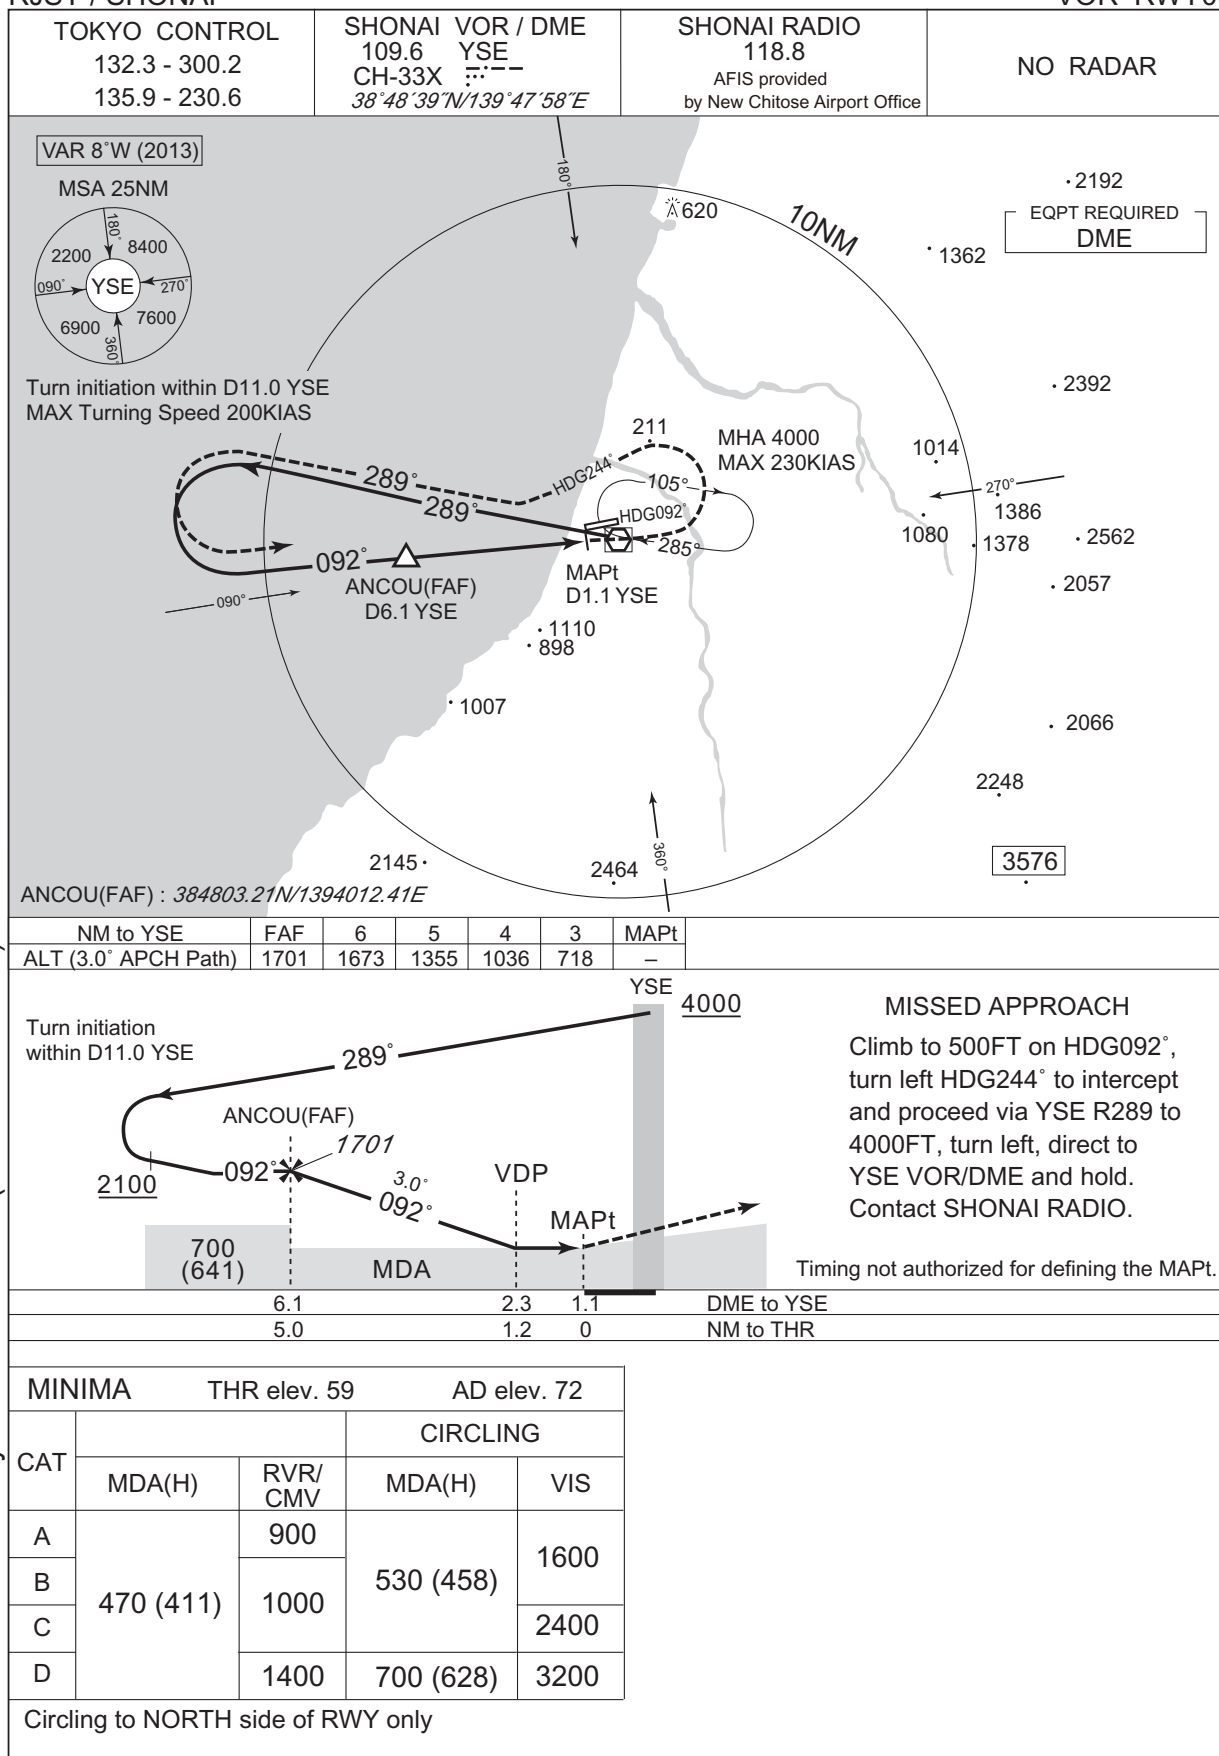 TOKYO CONTROL
132.3 - 300.2
135.9 - 230.6
SHONAI VOR / DME
109.6 YSE
CH-33X
38°48´39˝N/139°47´58˝E
SHONAI RADIO
118.8
AFIS provided
by New Chitose Airport Office
NO RADAR
VAR 8°W (2013)
MSA 25NM
180°
2200
8400
090°
YSE
270°
6900
7600
360°
Turn initiation within D11.0 YSE
MAX Turning Speed 200KIAS
180°
620
10NM
2192
EQPT REQUIRED
DME
1362
2392
211
MHA 4000
MAX 230KIAS
1014
289°
HDG244°
105°
270°
289°
HDG092°
1386
1080
1378
2562
092°
285°
ANCOU(FAF)
D6.1 YSE
MAPt
D1.1 YSE
2057
090°
1110
898
1007
2066
2248
360°
2145
2464
3576
ANCOU(FAF) : 384803.21N/1394012.41E
NM to YSE FAF 6 5 4 3 MAPt
ALT (3.0° APCH Path) 1701 1673 1355 1036 718 –
YSE
4000
Turn initiation
within D11.0 YSE
289°
ANCOU(FAF)
1701
2100
092°
3.0°
092°
VDP
MAPt
700
(641)
MDA
MISSED APPROACH
Climb to 500FT on HDG092°,
turn left HDG244° to intercept
and proceed via YSE R289 to
4000FT, turn left, direct to
YSE VOR/DME and hold.
Contact SHONAI RADIO.
Timing not authorized for defining the MAPt.
6.1 2.3 1.1 DME to YSE
5.0 1.2 0 NM to THR
MINIMA THR elev. 59 AD elev. 72
CAT
CIRCLING
MDA(H) RVR/CMV MDA(H) VIS
A 900
B 470 (411) 1000 530 (458) 1600
C 2400
D 1400 700 (628) 3200
Circling to NORTH side of RWY only